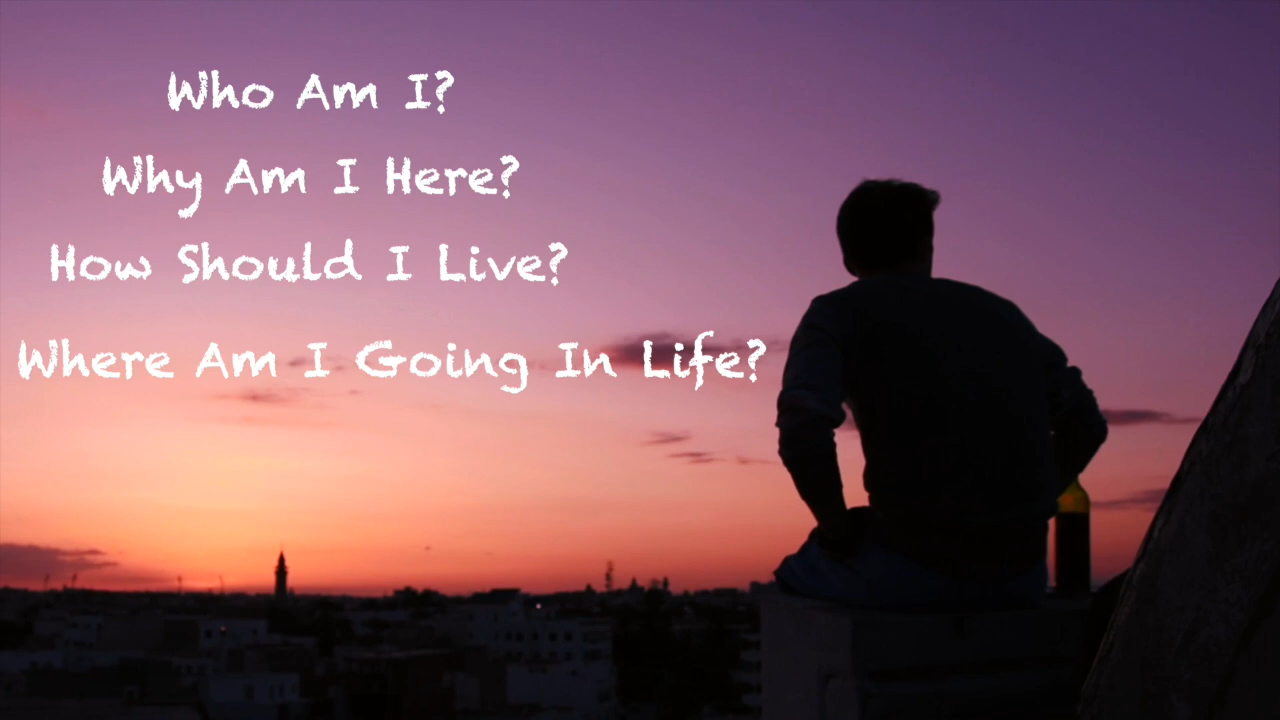 Who Am I?
Why Am I Here?
How Should I Live?
Where Am I Going In Life?